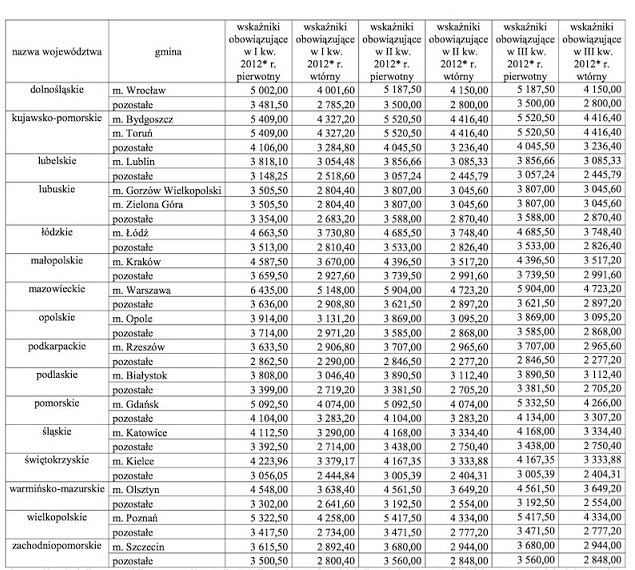 nazwa województwa gmina wskaźniki obowiązujące w I kw. 2012* r. pierwotny wskaźniki obowiązujące w I kw. 2012* r. wtórny wskaźniki obowiązujące w II kw. 2012* r. pierwotny wskaźniki obowiązujące w II kw. 2012* r. wtórny wskaźniki obowiązujące w III kw. 2012* r. pierwotny wskaźniki obowiązujące w III kw. 2012* r. wtórny
dolnośląskie m. Wrocław 5 002,00 4 001,60 5 187,50 4 150,00 5 187,50 4 150,00
pozostałe 3 481,50 2 785,20 3 500,00 2 800,00 3 500,00 2 800,00
kujawsko-pomorskie m. Bydgoszcz 5 409,00 4 327,20 5 520,50 4 416,40 5 520,50 4 416,40
m. Toruń 5 409,00 4 327,20 5 520,50 4 416,40 5 520,50 4 416,40
pozostałe 4 106,00 3 284,80 4 045,50 3 236,40 4 045,50 3 236,40
lubelskie m. Lublin 3 818,10 3 054,48 3 856,66 3 085,33 3 856,66 3 085,33
pozostałe 3 148,25 2 518,60 3 057,24 2 445,79 3 057,24 2 445,79
lubuskie m. Gorzów Wielkopolski 3 505,50 2 804,40 3 807,00 3 045,60 3 807,00 3 045,60
m. Zielona Góra 3 505,50 2 804,40 3 807,00 3 045,60 3 807,00 3 045,60
pozostałe 3 354,00 2 683,20 3 588,00 2 870,40 3 588,00 2 870,40
łódzkie m. Łódź 4 663,50 3 730,80 4 685,50 3 748,40 4 685,50 3 748,40
pozostałe 3 513,00 2 810,40 3 533,00 2 826,40 3 533,00 2 826,40
małopolskie m. Kraków 4 587,50 3 670,00 4 396,50 3 517,20 4 396,50 3 517,20
pozostałe 3 659,50 2 927,60 3 739,50 2 991,60 3 739,50 2 991,60
mazowieckie m. Warszawa 6 435,00 5 148,00 5 904,00 4 723,20 5 904,00 4 723,20
pozostałe 3 636,00 2 908,80 3 621,50 2 897,20 3 621,50 2 897,20
opolskie m. Opole 3 914,00 3 131,20 3 869,00 3 095,20 3 869,00 3 095,20
pozostałe 3 714,00 2 971,20 3 585,00 2 868,00 3 585,00 2 868,00
podkarpackie m. Rzeszów 3 633,50 2 906,80 3 707,00 2 965,60 3 707,00 2 965,60
pozostałe 2 862,50 2 290,00 2 846,50 2 277,20 2 846,50 2 277,20
podlaskie m. Białystok 3 808,00 3 046,40 3 890,50 3 112,40 3 890,50 3 112,40
pozostałe 3 399,00 2 719,20 3 381,50 2 705,20 3 381,50 2 705,20
pomorskie m. Gdańsk 5 092,50 4 074,00 5 092,50 4 074,00 5 332,50 4 266,00
pozostałe 4 104,00 3 283,20 4 104,00 3 283,20 4 134,00 3 307,20
śląskie m. Katowice 4 112,50 3 290,00 4 168,00 3 334,40 4 168,00 3 334,40
pozostałe 3 392,50 2 714,00 3 438,00 2 750,40 3 438,00 2 750,40
świętokrzyskie m. Kielce 4 223,96 3 379,17 4 167,35 3 333,88 4 167,35 3 333,88
pozostałe 3 056,05 2 444,84 3 005,39 2 404,31 3 005,39 2 404,31
warmińsko-mazurskie m. Olsztyn 4 548,00 3 638,40 4 561,50 3 649,20 4 561,50 3 649,20
pozostałe 3 302,00 2 641,60 3 192,50 2 554,00 3 192,50 2 554,00
wielkopolskie m. Poznań 5 322,50 4 258,00 5 417,50 4 334,00 5 417,50 4 334,00
pozostałe 3 417,50 2 734,00 3 471,50 2 777,20 3 471,50 2 777,20
zachodniopomorskie m. Szczecin 3 615,50 2 892,40 3 680,00 2 944,00 3 680,00 2 944,00
pozostałe 3 500,50 2 800,40 3 560,00 2 848,00 3 560,00 2 848,00